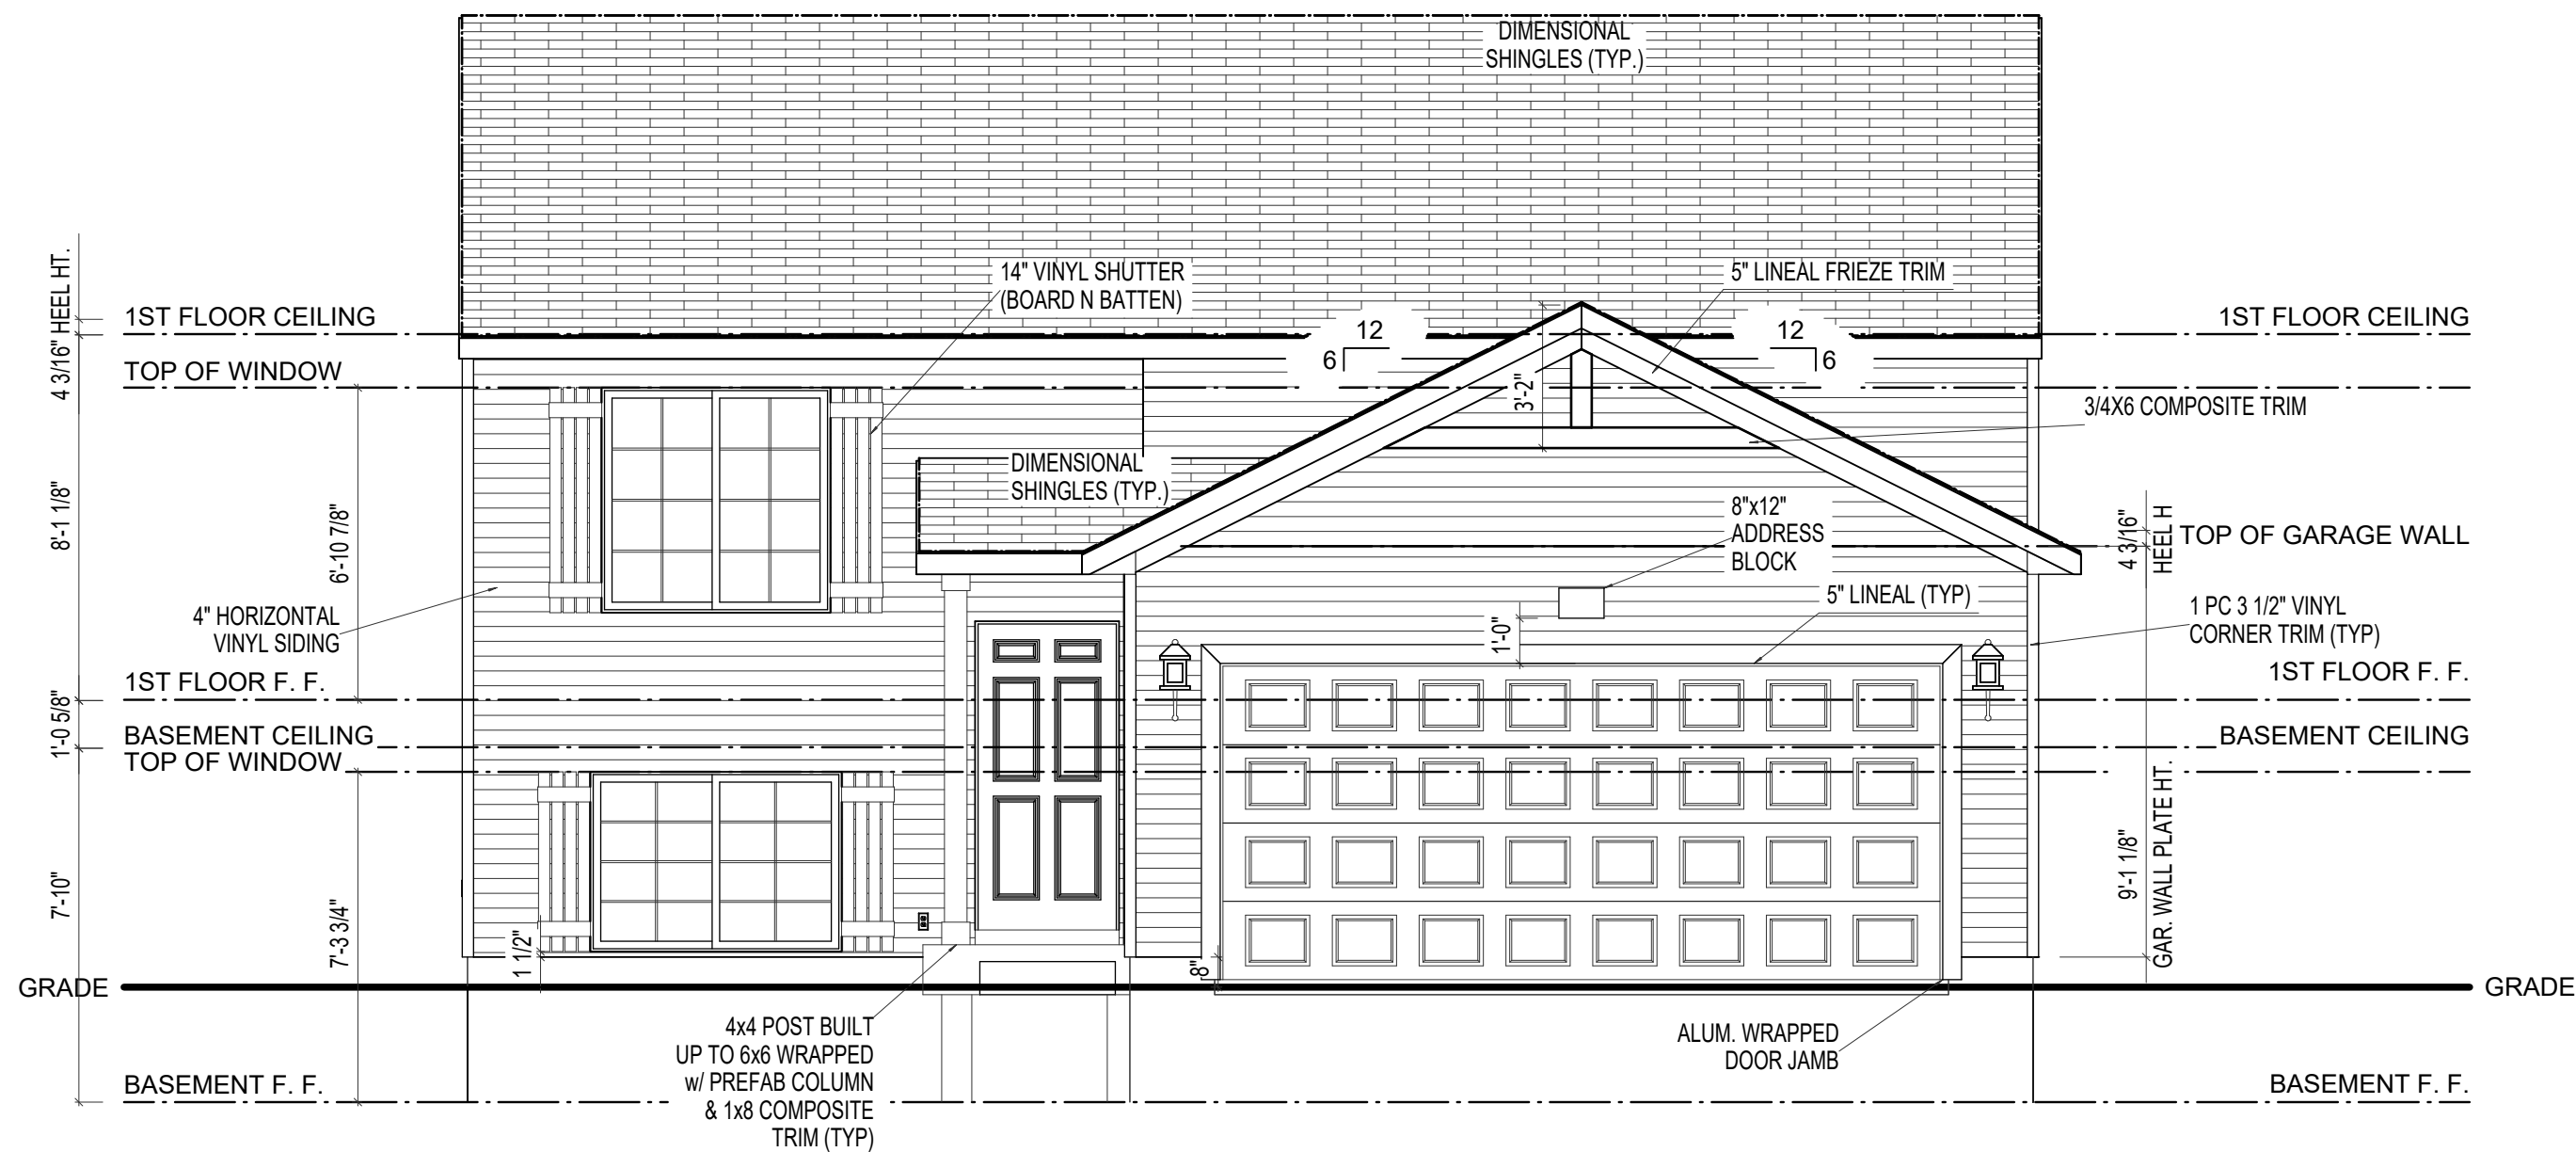 DIMENSIONAL
SHINGLES (TYP.)
4 3/16" HEEL HT.
1ST FLOOR CEILING
14" VINYL SHUTTER
(BOARD N BATTEN)
5" LINEAL FRIEZE TRIM
12
6
12
6
1ST FLOOR CEILING
TOP OF WINDOW
3'-2"
3/4X6 COMPOSITE TRIM
8'-1 1/8"
6'-10 7/8"
DIMENSIONAL
SHINGLES (TYP.)
8"x12"
ADDRESS
BLOCK
4 3/16"
HEEL H
TOP OF GARAGE WALL
4" HORIZONTAL
VINYL SIDING
1'-0"
5" LINEAL (TYP)
1 PC 3 1/2" VINYL
CORNER TRIM (TYP)
1ST FLOOR F. F.
1ST FLOOR F. F.
1'-0 5/8"
BASEMENT CEILING
BASEMENT CEILING
TOP OF WINDOW
7'-10"
7'-3 3/4"
1 1/2"
8"
9'-1 1/8"
GAR. WALL PLATE HT.
GRADE
GRADE
4x4 POST BUILT
UP TO 6x6 WRAPPED
w/ PREFAB COLUMN
& 1x8 COMPOSITE
TRIM (TYP)
ALUM. WRAPPED
DOOR JAMB
BASEMENT F. F.
BASEMENT F. F.